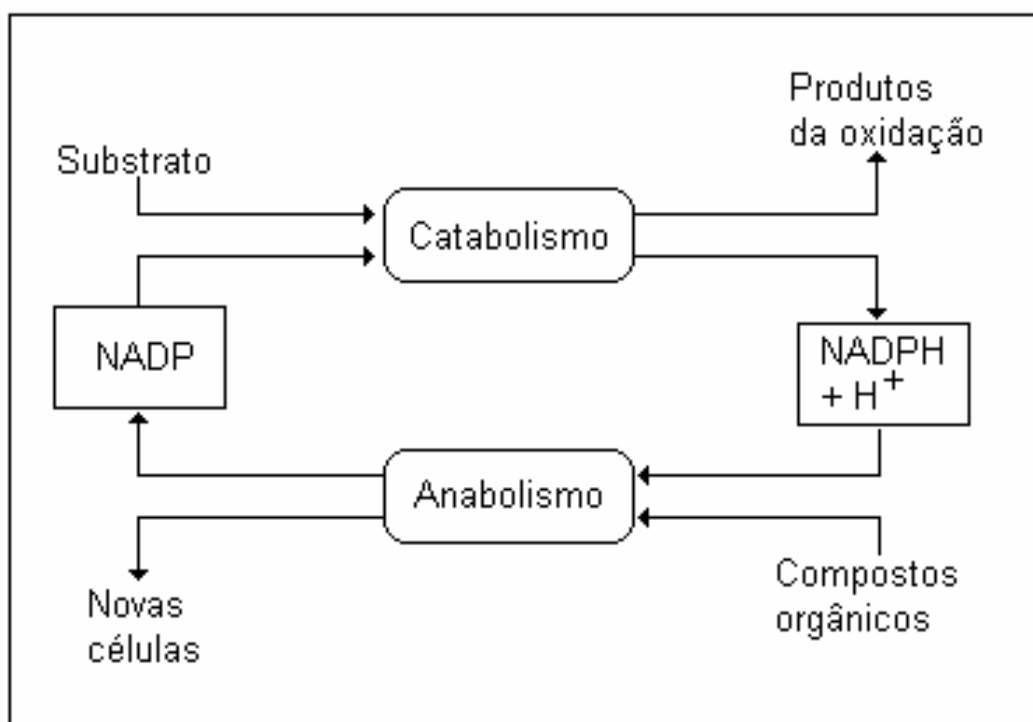 Produtos
da oxidação
Substrato
Catabolismo
NADP
NADPH
+ H⁺
Anabolismo
Novas
células
Compostos
orgânicos